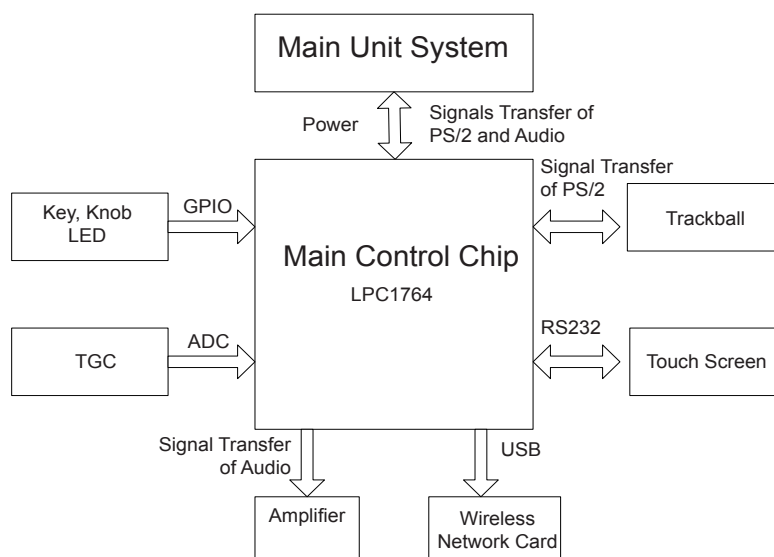 Main Unit System
Power
Signals Transfer of
PS/2 and Audio
Signal Transfer
of PS/2
Key, Knob
LED
GPIO
Trackball
Main Control Chip
LPC1764
TGC
ADC
RS232
Touch Screen
Signal Transfer
of Audio
USB
Amplifier
Wireless
Network Card